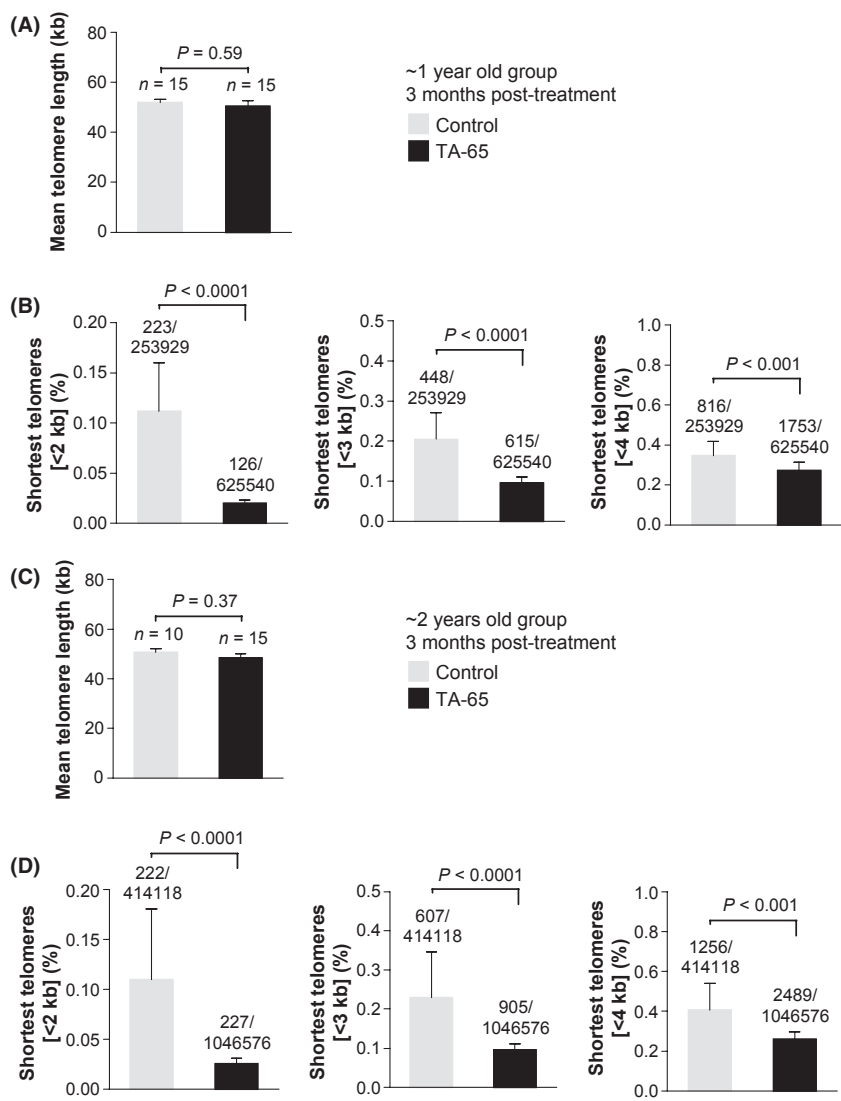 (A)
Mean telomere length (kb)
80
60
40
20
0
P = 0.59
n = 15
n = 15
~1 year old group
3 months post-treatment
Control
TA-65
(B)
Shortest telomeres
[<2 kb] (%)
0.20
0.15
0.10
0.05
0.00
P < 0.0001
223/
253929
126/
625540
Shortest telomeres
[<3 kb] (%)
0.5
0.4
0.3
0.2
0.1
0.0
P < 0.0001
448/
253929
615/
625540
Shortest telomeres
[<4 kb] (%)
1.0
0.8
0.6
0.4
0.2
0.0
P < 0.001
816/
253929
1753/
625540
(C)
Mean telomere length (kb)
80
60
40
20
0
P = 0.37
n = 10
n = 15
~2 years old group
3 months post-treatment
Control
TA-65
(D)
Shortest telomeres
[<2 kb] (%)
0.20
0.15
0.10
0.05
0.00
P < 0.0001
222/
414118
227/
1046576
Shortest telomeres
[<3 kb] (%)
0.5
0.4
0.3
0.2
0.1
0.0
P < 0.0001
607/
414118
905/
1046576
Shortest telomeres
[<4 kb] (%)
1.0
0.8
0.6
0.4
0.2
0.0
P < 0.001
1256/
414118
2489/
1046576